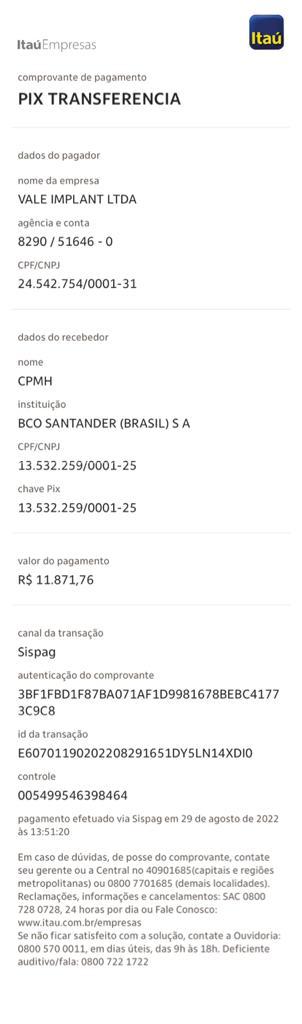 ItaúEmpresas
Itaú
comprovante de pagamento
PIX TRANSFERENCIA
dados do pagador
nome da empresa
VALE IMPLANT LTDA
agência e conta
8290 / 51646 - 0
CPF/CNPJ
24.542.754/0001-31
dados do recebedor
nome
CPMH
instituição
BCO SANTANDER (BRASIL) S A
CPF/CNPJ
13.532.259/0001-25
chave Pix
13.532.259/0001-25
valor do pagamento
R$ 11.871,76
canal da transação
Sispag
autenticação do comprovante
3BF1FBD1F87BA071AF1D9981678BEBC4177
3C9C8
id da transação
E60701190202208291651DY5LN14XDI0
controle
005499546398464
pagamento efetuado via Sispag em 29 de agosto de 2022
às 13:51:20
Em caso de dúvidas, de posse do comprovante, contate
seu gerente ou a Central no 40901685(capitais e regiões
metropolitanas) ou 0800 7701685 (demais localidades).
Reclamações, informações e cancelamentos: SAC 0800
728 0728, 24 horas por dia ou Fale Conosco:
www.itau.com.br/empresas
Se não ficar satisfeito com a solução, contate a Ouvidoria:
0800 570 0011, em dias úteis, das 9h às 18h. Deficiente
auditivo/fala: 0800 722 1722